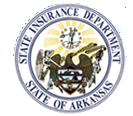 STATE INSURANCE DEPARTMENT
STATE OF ARKANSAS